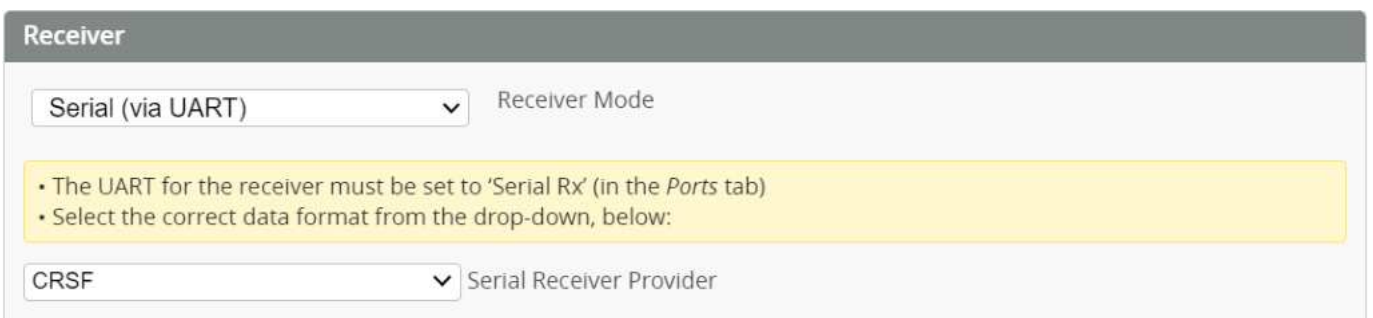 Receiver
Serial (via UART) Receiver Mode
• The UART for the receiver must be set to ‘Serial Rx’ (in the Ports tab)
• Select the correct data format from the drop-down, below:
CRSF Serial Receiver Provider